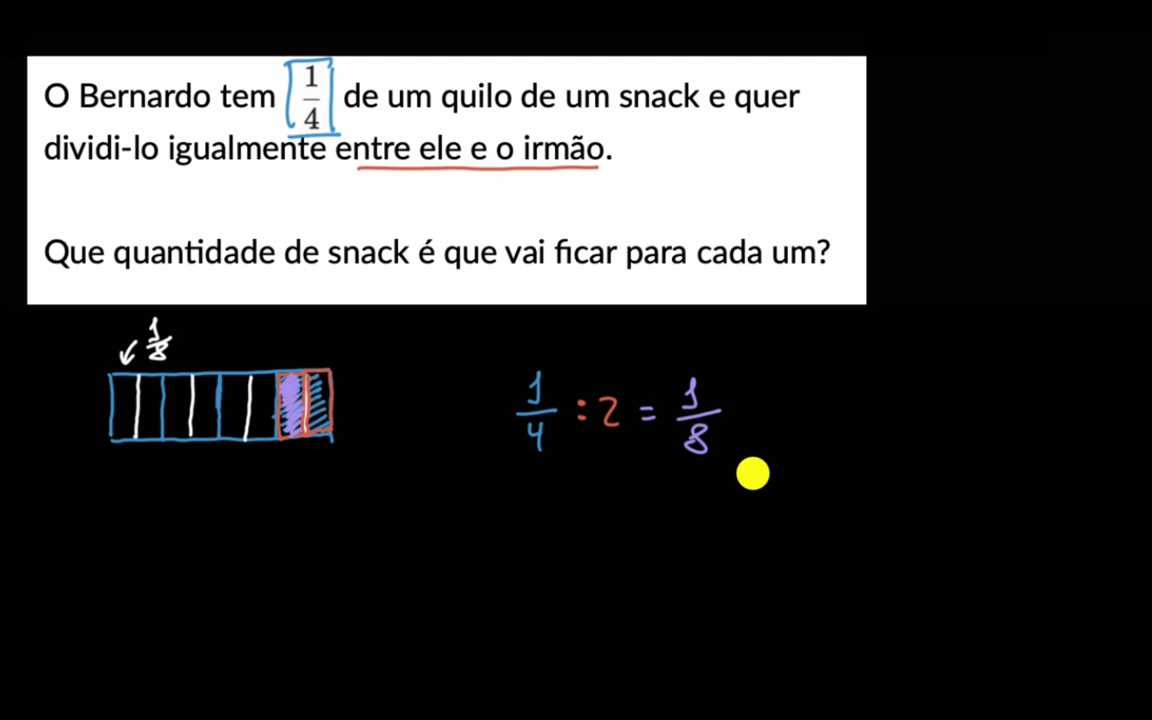 O Bernardo tem 1/4 de um quilo de um snack e quer
dividi-lo igualmente entre ele e o irmão.
Que quantidade de snack é que vai ficar para cada um?
1/8
1/4 : 2 = 1/8